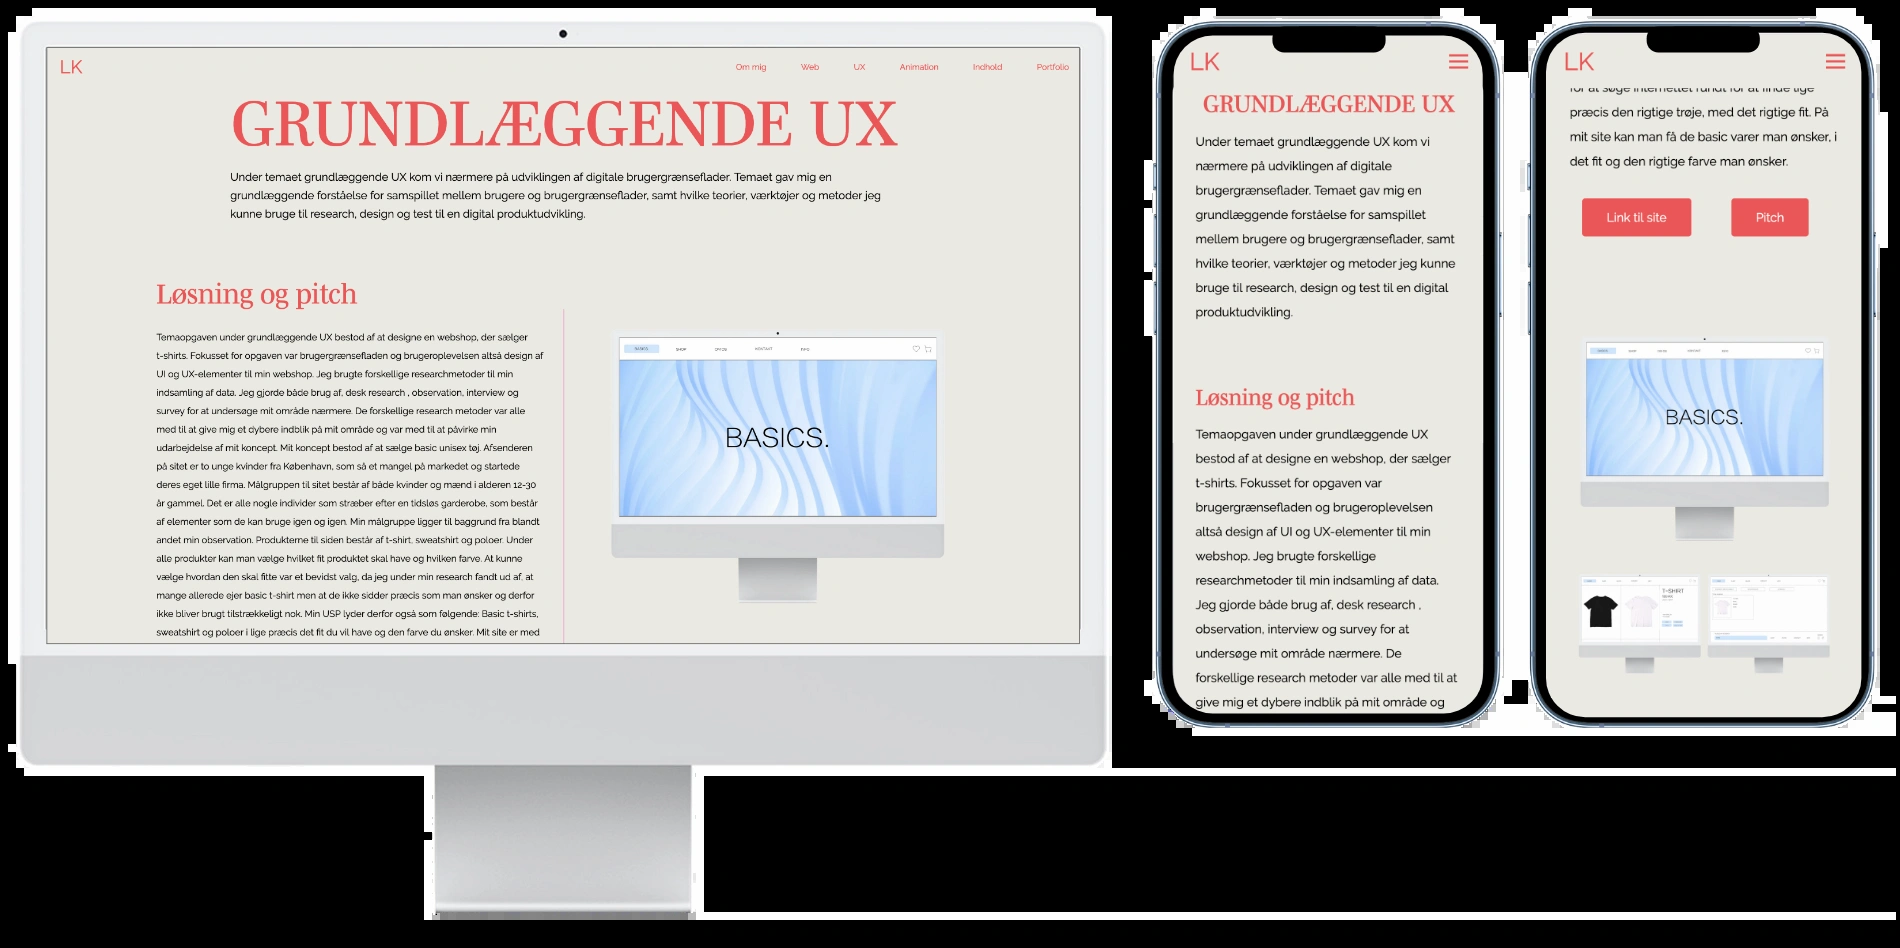 LK
Om mig Web UX Animation Indhold Portfolio
GRUNDLÆGGENDE UX
Under temaet grundlæggende UX kom vi nærmere på udviklingen af digitale brugergrænseflader. Temaet gav mig en
grundlæggende forståelse for samspillet mellem brugere og brugergrænseflader, samt hvilke teorier, værktøjer og metoder jeg
kunne bruge til research, design og test til en digital produktudvikling.
Løsning og pitch
Temaopgaven under grundlæggende UX bestod af at designe en webshop, der sælger
t-shirts. Fokusset for opgaven var brugergrænsefladen og brugeroplevelsen altså design af
UI og UX-elementer til min webshop. Jeg brugte forskellige researchmetoder til min
indsamling af data. Jeg gjorde både brug af, desk research , observation, interview og
survey for at undersøge mit område nærmere. De forskellige research metoder var alle
med til at give mig et dybere indblik på mit område og var med til at påvirke min
udarbejdelse af mit koncept. Mit koncept bestod af at sælge basic unisex tøj. Afsenderen
på sitet er to unge kvinder fra København, som så et mangel på markedet og startede
deres eget lille firma. Målgruppen til sitet består af både kvinder og mænd i alderen 12-30
år gammel. Det er alle nogle individer som stræber efter en tidsløs garderobe, som består
af elementer som de kan bruge igen og igen. Min målgruppe ligger til baggrund fra blandt
andet min observation. Produkterne til siden består af t-shirt, sweatshirt og poloer. Under
alle produkter kan man vælge hvilket fit produktet skal have og hvilken farve. At kunne
vælge hvordan den skal fitte var et bevidst valg, da jeg under min research fandt ud af, at
mange allerede ejer basic t-shirt men at de ikke sidder præcis som man ønsker og derfor
ikke bliver brugt tilstrækkeligt nok. Min USP lyder derfor også som følgende: Basic t-shirts,
sweatshirt og poloer i lige præcis det fit du vil have og den farve du ønsker. Mit site er med
BASICS SHOP OM OS KONTAKT INFO
BASICS.
LK
GRUNDLÆGGENDE UX
Under temaet grundlæggende UX kom vi
nærmere på udviklingen af digitale
brugergrænseflader. Temaet gav mig en
grundlæggende forståelse for samspillet
mellem brugere og brugergrænseflader, samt
hvilke teorier, værktøjer og metoder jeg kunne
bruge til research, design og test til en digital
produktudvikling.
Løsning og pitch
Temaopgaven under grundlæggende UX
bestod af at designe en webshop, der sælger
t-shirts. Fokusset for opgaven var
brugergrænsefladen og brugeroplevelsen
altså design af UI og UX-elementer til min
webshop. Jeg brugte forskellige
researchmetoder til min indsamling af data.
Jeg gjorde både brug af, desk research ,
observation, interview og survey for at
undersøge mit område nærmere. De
forskellige research metoder var alle med til at
give mig et dybere indblik på mit område og
LK
for at søge internettet rundt for at finde lige
præcis den rigtige trøje, med det rigtige fit. På
mit site kan man få de basic varer man ønsker, i
det fit og den rigtige farve man ønsker.
Link til site Pitch
BASICS.
T-SHIRT